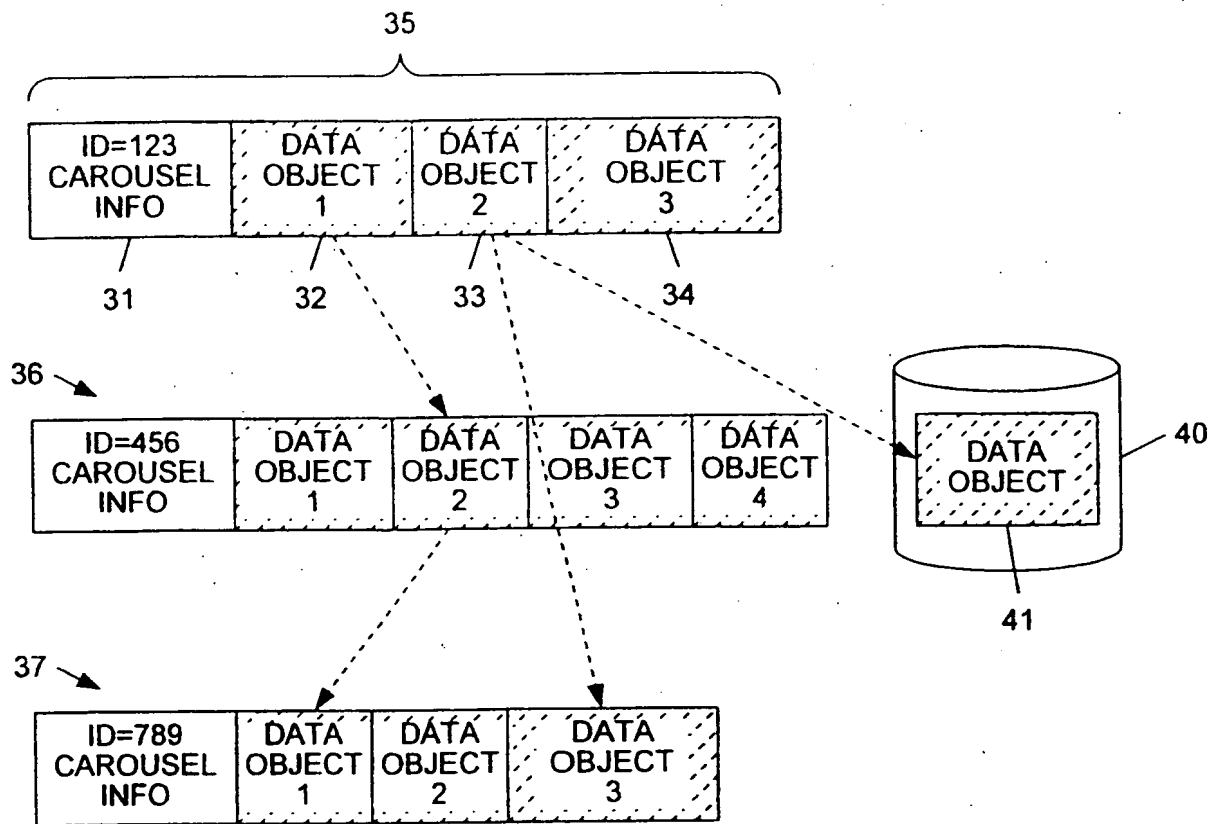 35
ID=123
CAROUSEL
INFO
DATA
OBJECT
1
DATA
OBJECT
2
DATA
OBJECT
3
31
32
33
34
36
ID=456
CAROUSEL
INFO
DATA
OBJECT
1
DATA
OBJECT
2
DATA
OBJECT
3
DATA
OBJECT
4
DATA
OBJECT
40
41
37
ID=789
CAROUSEL
INFO
DATA
OBJECT
1
DATA
OBJECT
2
DATA
OBJECT
3